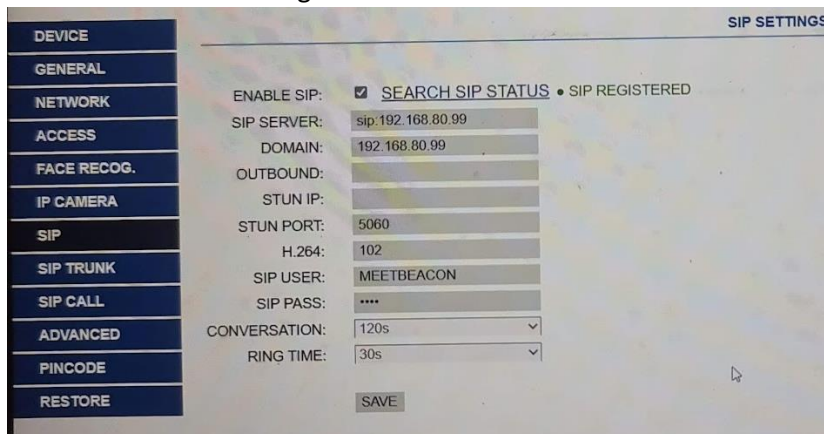 SIP SETTINGS
DEVICE
GENERAL
NETWORK
ACCESS
FACE RECOG.
IP CAMERA
SIP
SIP TRUNK
SIP CALL
ADVANCED
PINCODE
RESTORE
ENABLE SIP: SEARCH SIP STATUS • SIP REGISTERED
SIP SERVER: sip:192.168.80.99
DOMAIN: 192.168.80.99
OUTBOUND:
STUN IP:
STUN PORT: 5060
H.264: 102
SIP USER: MEETBEACON
SIP PASS: ••••
CONVERSATION: 120s
RING TIME: 30s
SAVE